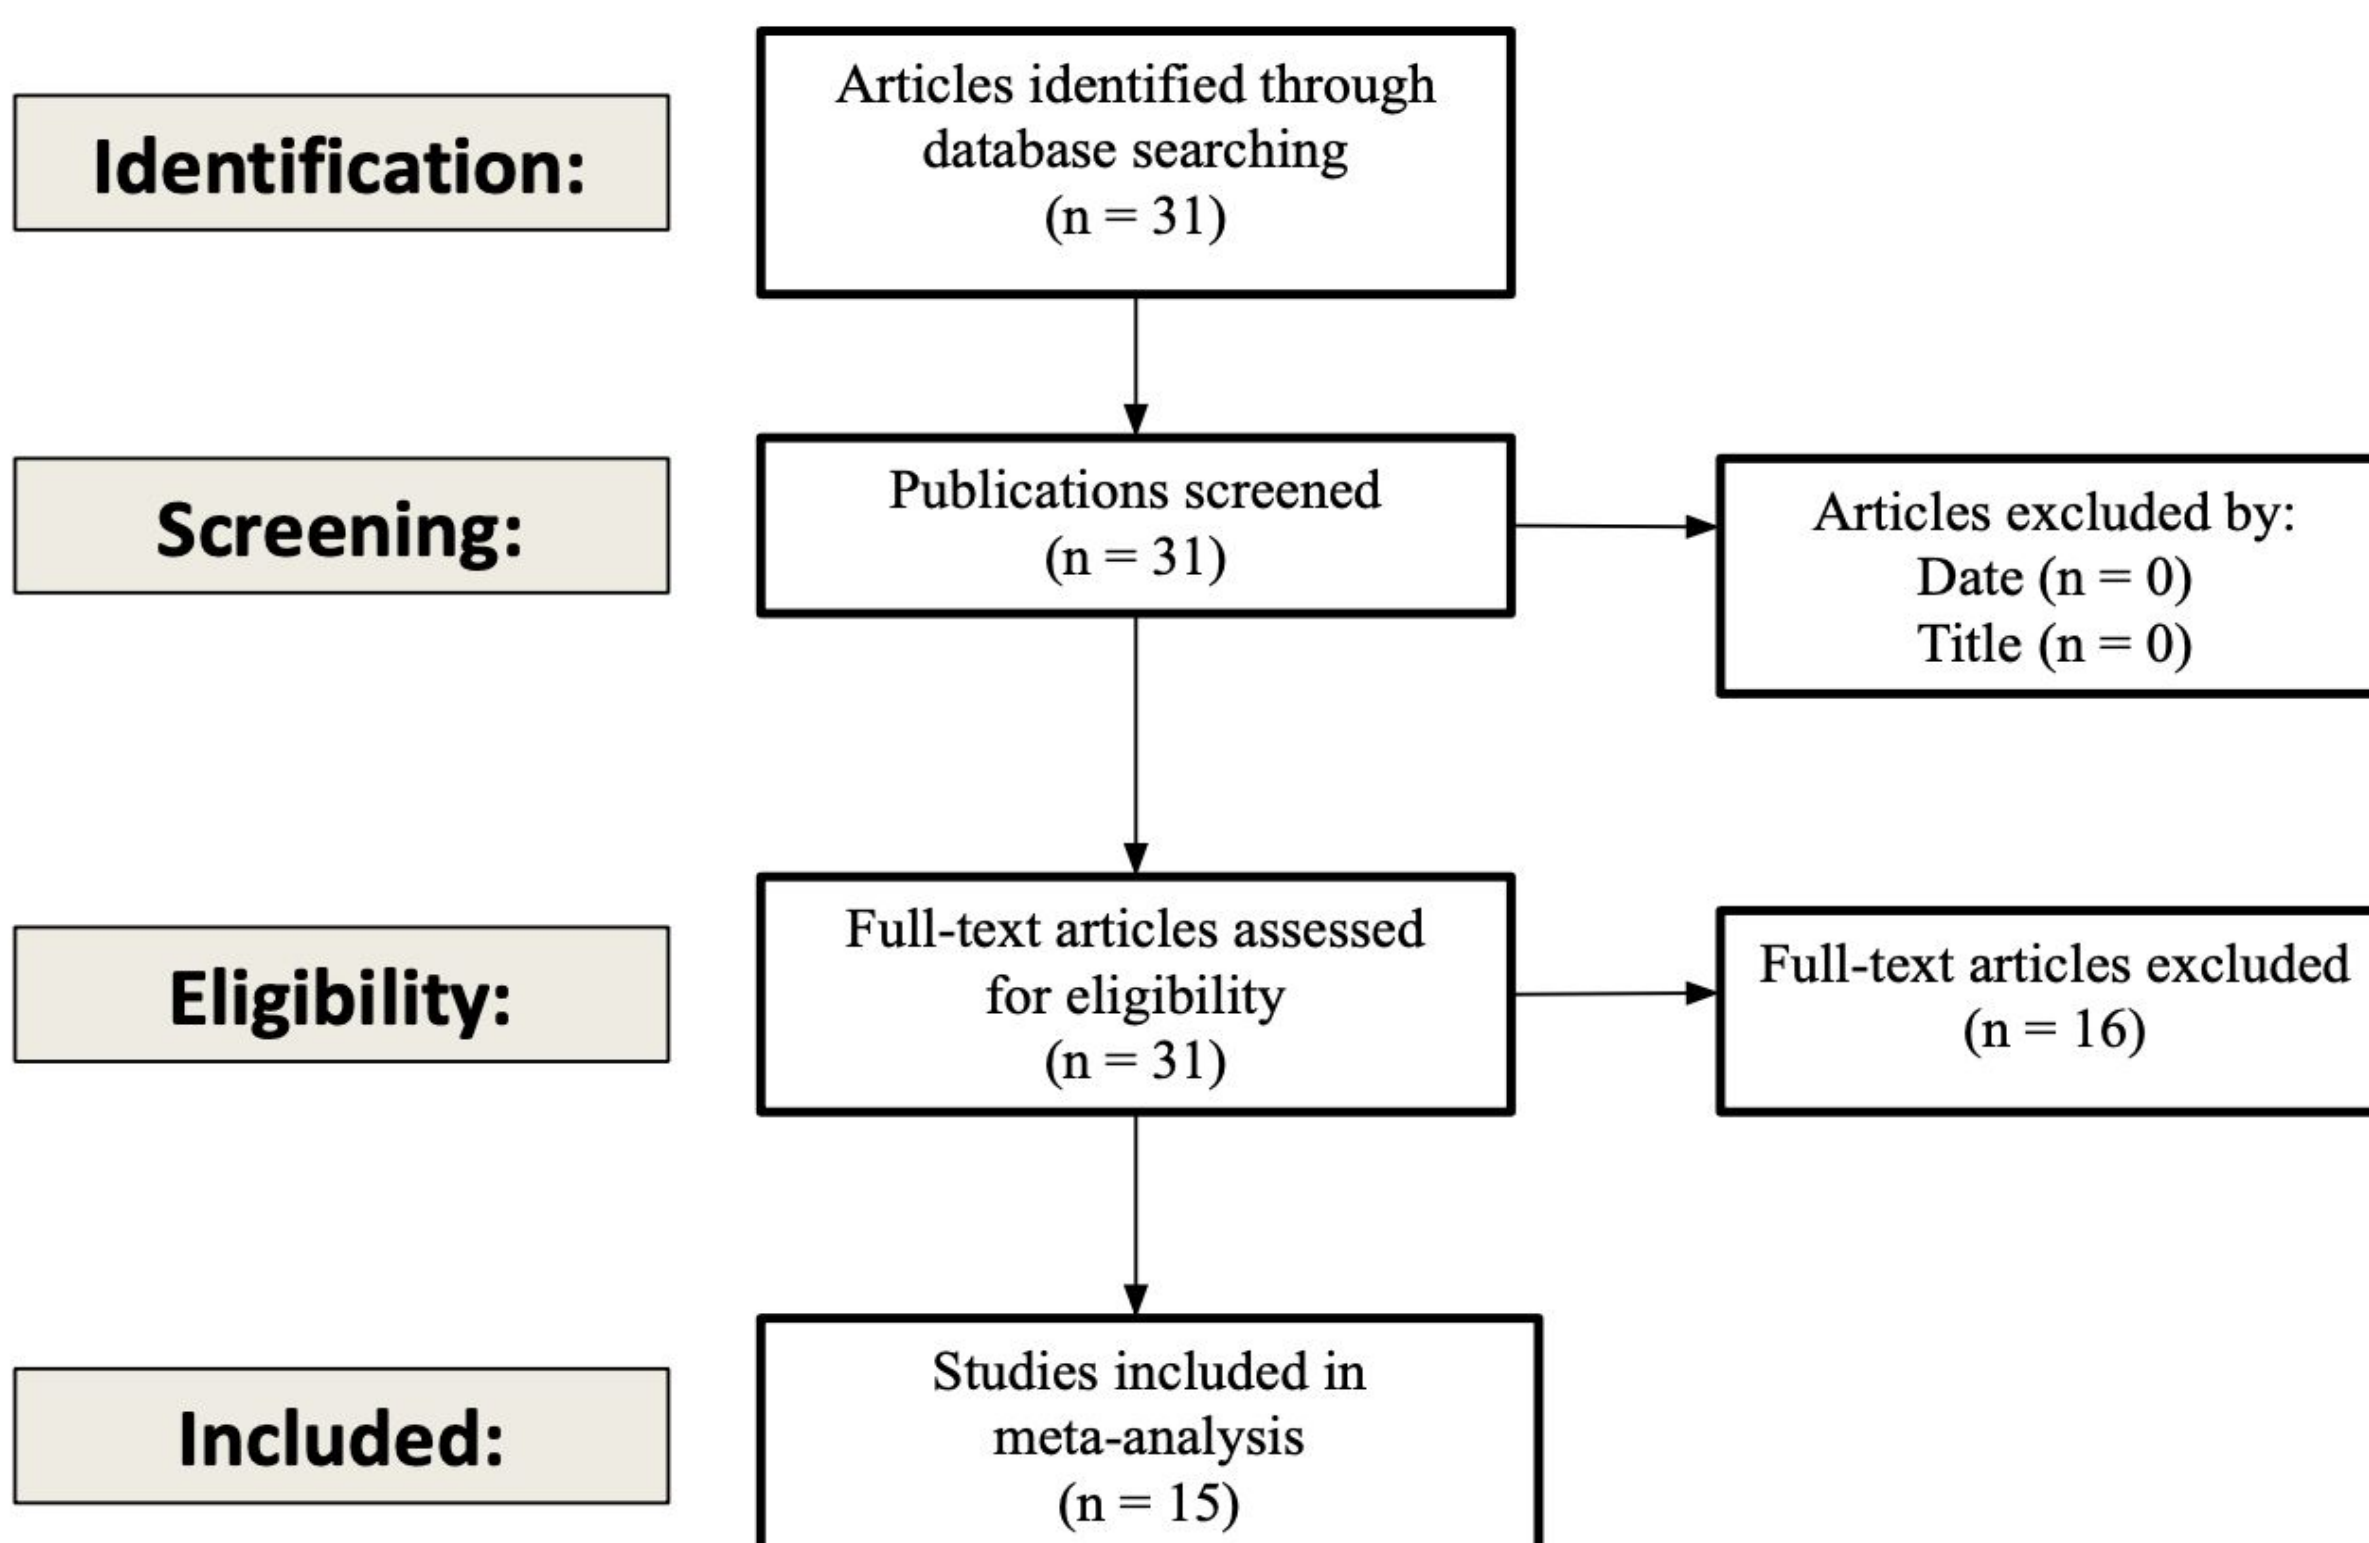 Identification:
Articles identified through
database searching
(n = 31)
Screening:
Publications screened
(n = 31)
Articles excluded by:
Date (n = 0)
Title (n = 0)
Eligibility:
Full-text articles assessed
for eligibility
(n = 31)
Full-text articles excluded
(n = 16)
Included:
Studies included in
meta-analysis
(n = 15)